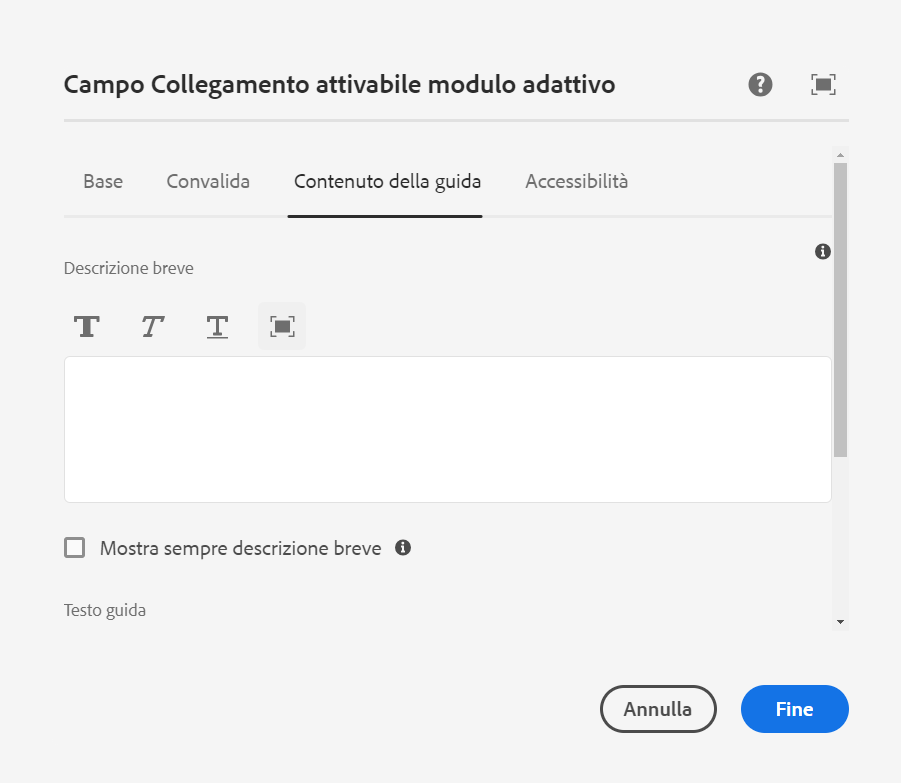 Campo Collegamento attivabile modulo adattivo
Base Convalida Contenuto della guida Accessibilità
Descrizione breve
Mostra sempre descrizione breve
Testo guida
Annulla Fine